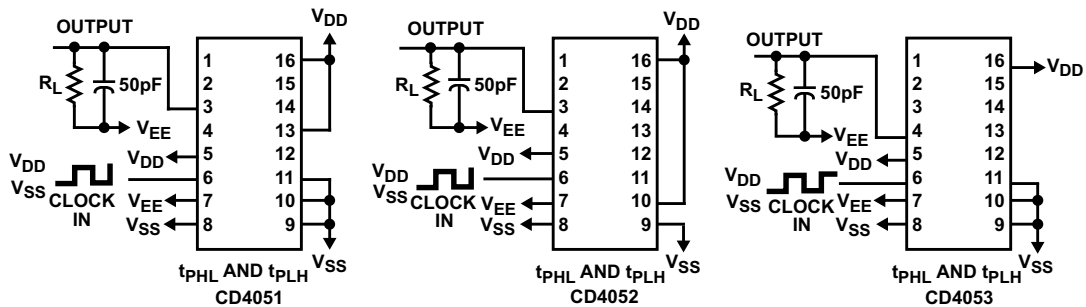 OUTPUT
R_L
50pF
V_EE
V_DD
V_SS
CLOCK
IN
V_DD
V_EE
V_SS
1
2
3
4
5
6
7
8
16
15
14
13
12
11
10
9
V_DD
V_SS
t_PHL AND t_PLH
CD4051
OUTPUT
R_L
50pF
V_EE
V_DD
V_SS
CLOCK
IN
V_DD
V_EE
V_SS
1
2
3
4
5
6
7
8
16
15
14
13
12
11
10
9
V_DD
V_SS
t_PHL AND t_PLH
CD4052
OUTPUT
R_L
50pF
V_EE
V_DD
V_SS
CLOCK
IN
V_DD
V_EE
V_SS
1
2
3
4
5
6
7
8
16
15
14
13
12
11
10
9
V_DD
V_SS
t_PHL AND t_PLH
CD4053